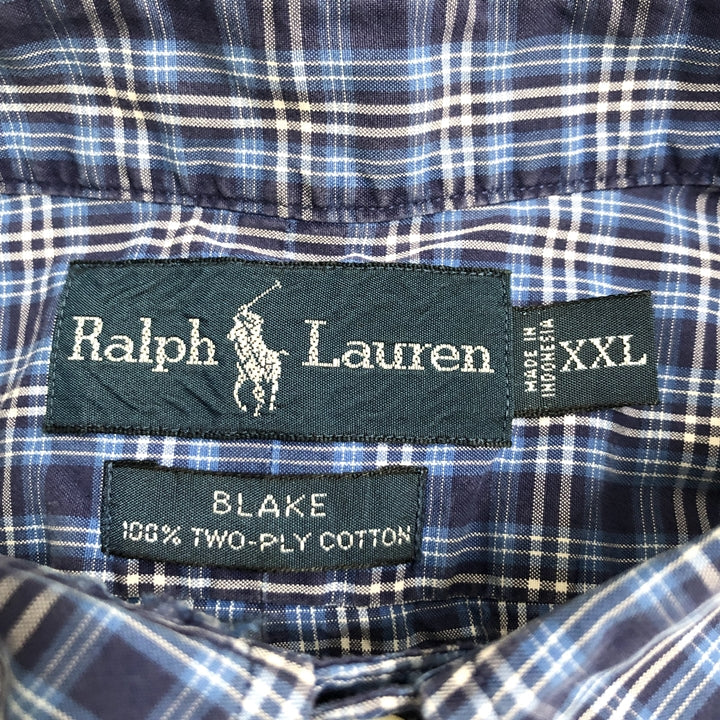 Ralph Lauren
MADE IN
INDONESIA
XXL
BLAKE
100% TWO-PLY COTTON